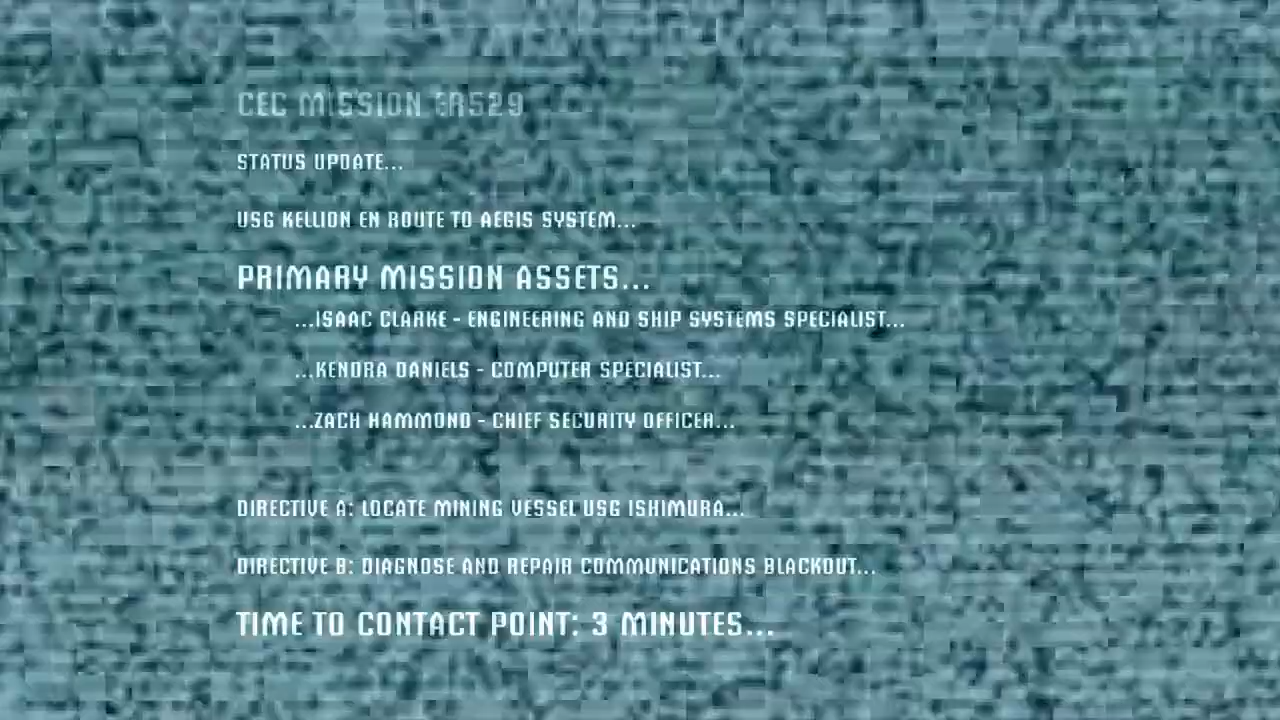 CEC MISSION ER529
STATUS UPDATE...
USG KELLION EN ROUTE TO AEGIS SYSTEM...
PRIMARY MISSION ASSETS...
...ISAAC CLARKE - ENGINEERING AND SHIP SYSTEMS SPECIALIST...
...KENDRA DANIELS - COMPUTER SPECIALIST...
...ZACH HAMMOND - CHIEF SECURITY OFFICER...
DIRECTIVE A: LOCATE MINING VESSEL USG ISHIMURA...
DIRECTIVE B: DIAGNOSE AND REPAIR COMMUNICATIONS BLACKOUT...
TIME TO CONTACT POINT: 3 MINUTES...